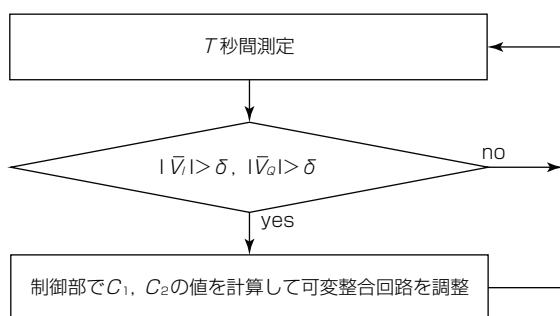 T秒間測定
|V̄I|>δ, |V̄Q|>δ
no
yes
制御部でC1, C2の値を計算して可変整合回路を調整